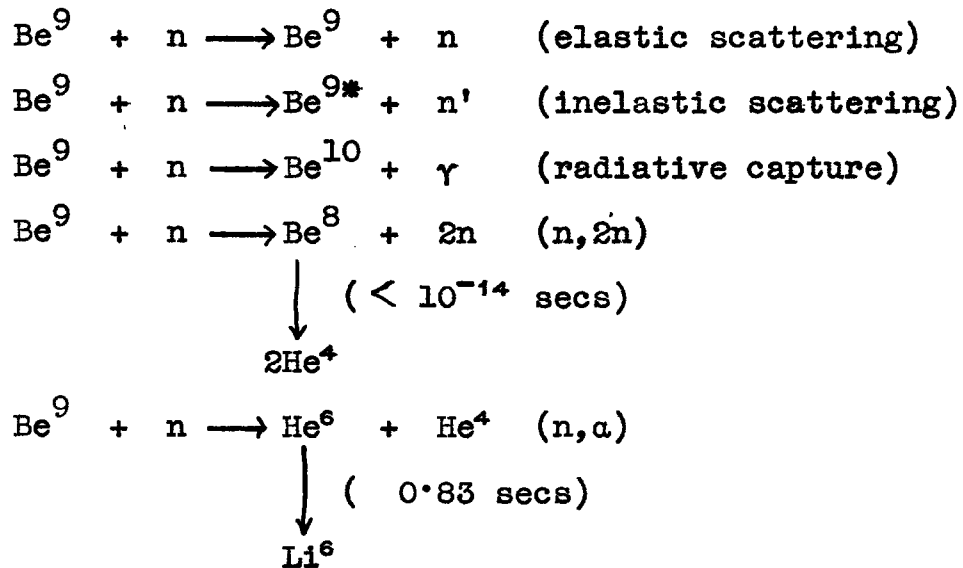 Be⁹ + n ⟶ Be⁹ + n (elastic scattering)
Be⁹ + n ⟶ Be⁹* + n' (inelastic scattering)
Be⁹ + n ⟶ Be¹⁰ + γ (radiative capture)
Be⁹ + n ⟶ Be⁸ + 2n (n,2n)
↓ (< 10⁻¹⁴ secs)
2He⁴
Be⁹ + n ⟶ He⁶ + He⁴ (n,α)
↓ ( 0·83 secs)
Li⁶